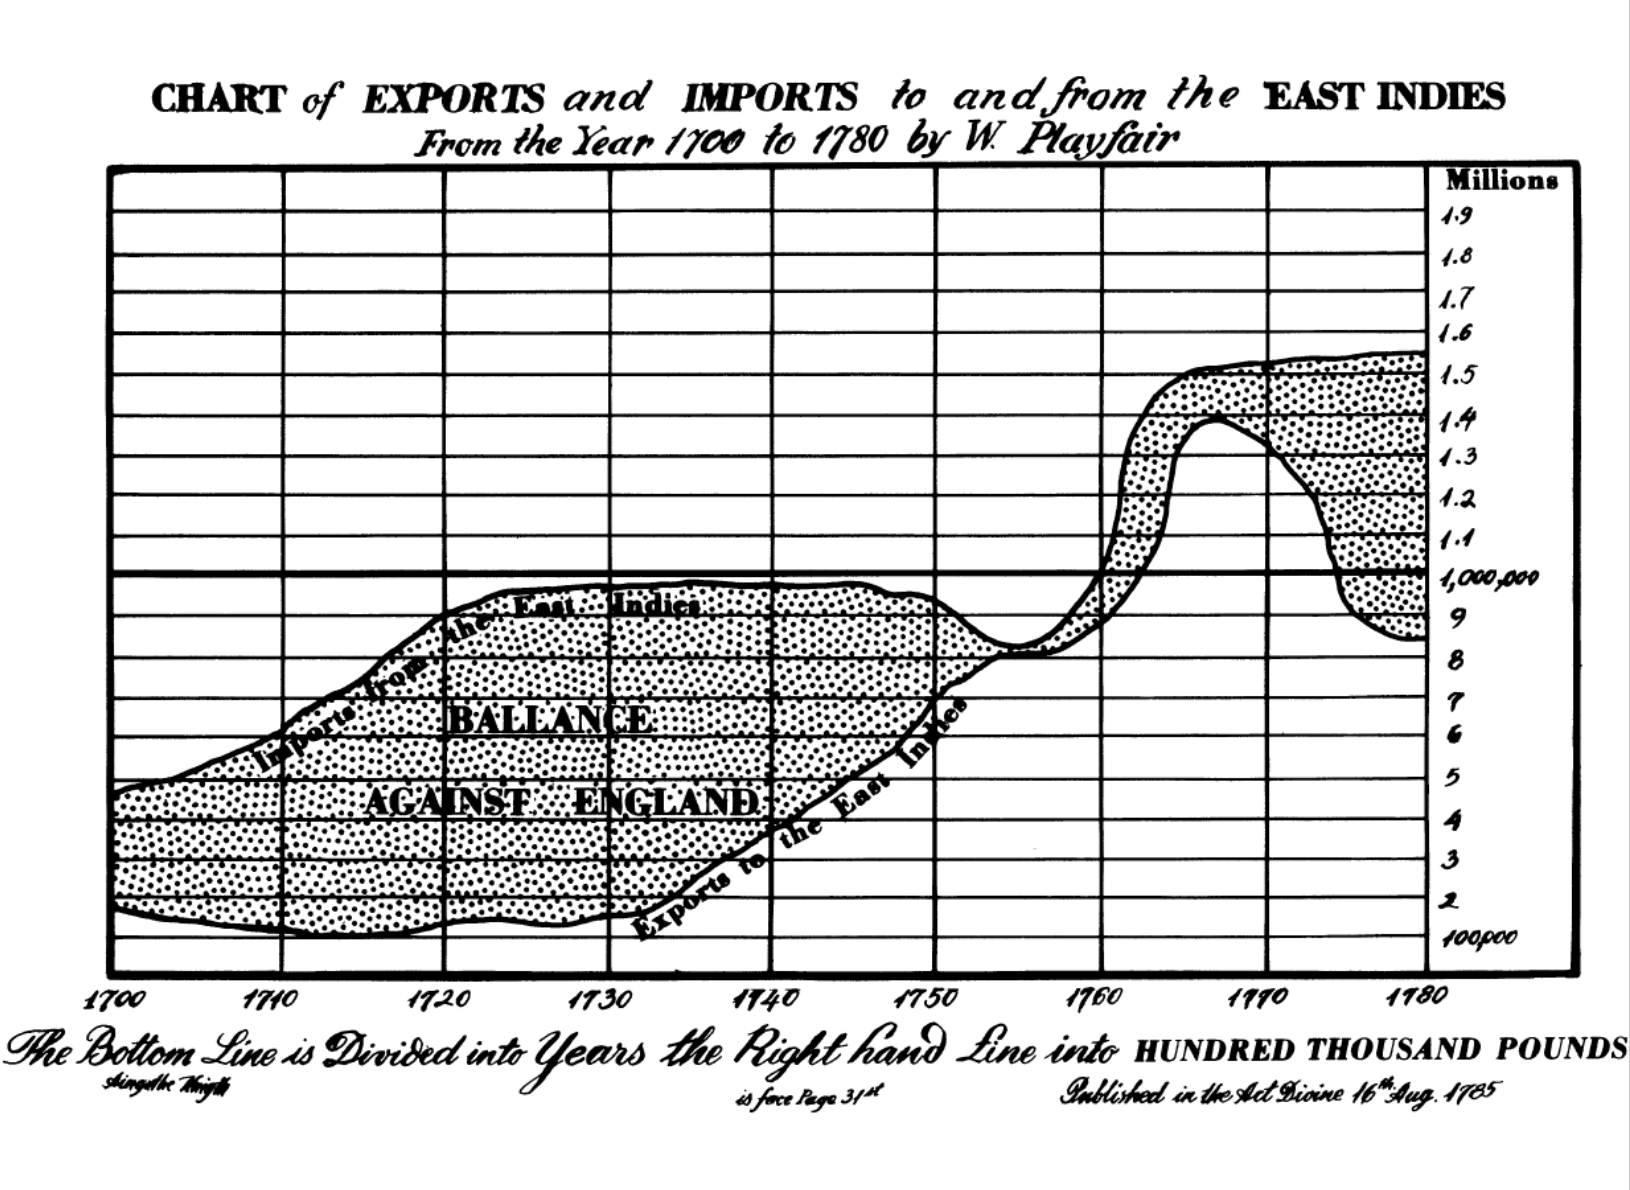 CHART of EXPORTS and IMPORTS to and from the EAST INDIES
From the Year 1700 to 1780 by W. Playfair
Millions
1.9
1.8
1.7
1.6
1.5
1.4
1.3
1.2
1.1
1,000,000
9
8
7
6
5
4
3
2
100,000
Imports from the East Indies
BALLANCE
AGAINST ENGLAND
Exports to the East Indies
1700 1710 1720 1730 1740 1750 1760 1770 1780
The Bottom Line is Divided into Years the Right hand Line into HUNDRED THOUSAND POUNDS
is face Page 31st
Published in the Act Divine 16th Aug. 1785